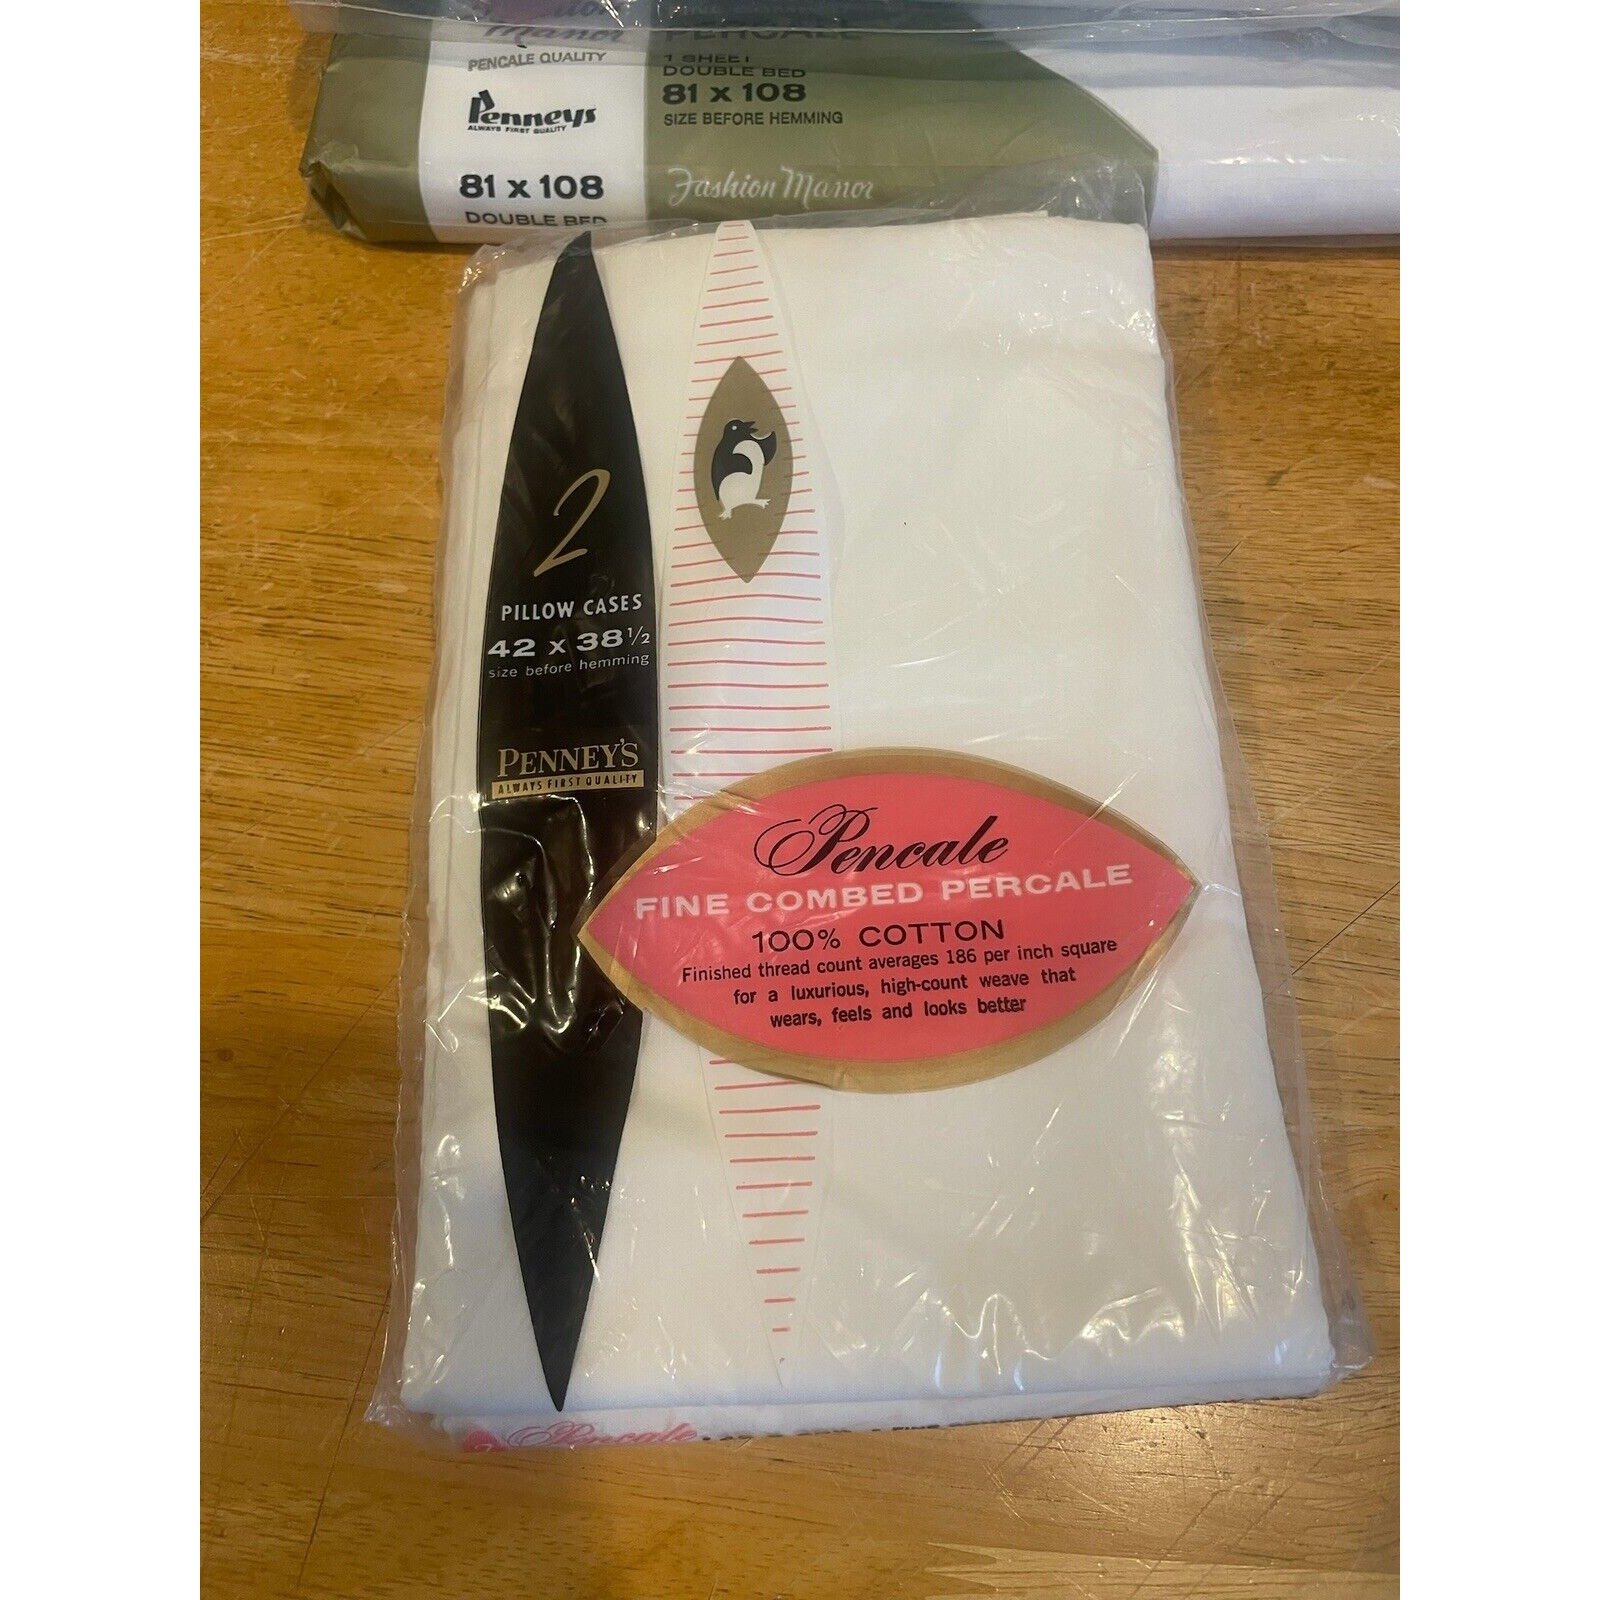 Manor
PENCALE QUALITY
Penneys
ALWAYS FIRST QUALITY
81 x 108
DOUBLE BED
PERCALE
1 SHEET
DOUBLE BED
81 x 108
SIZE BEFORE HEMMING
Fashion Manor
2
PILLOW CASES
42 x 38 1/2
size before hemming
PENNEY'S
ALWAYS FIRST QUALITY
Pencale
FINE COMBED PERCALE
100% COTTON
Finished thread count averages 186 per inch square
for a luxurious, high-count weave that
wears, feels and looks better
Pencale